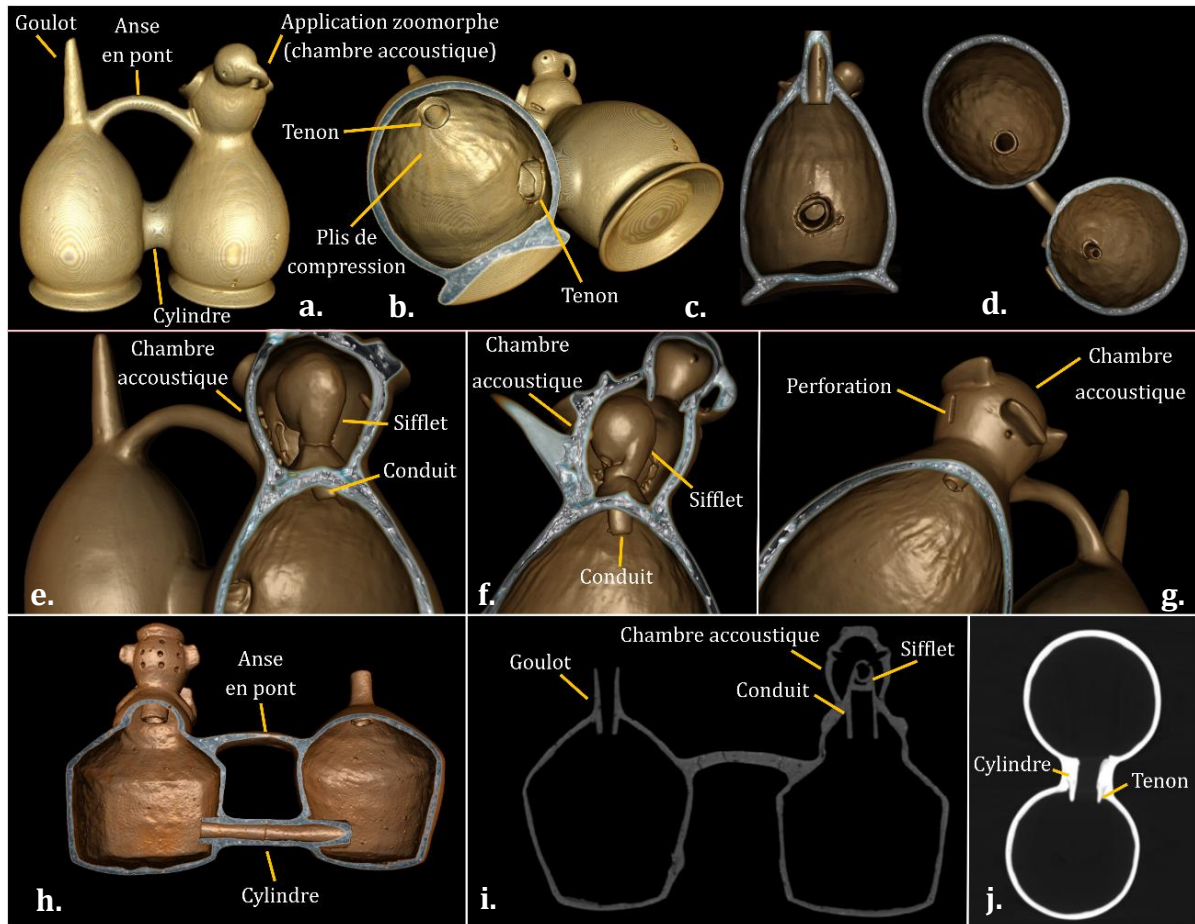 Goulot
Anse
en pont
Application zoomorphe
(chambre accoustique)
Cylindre
a.
Tenon
Plis de
compression
Tenon
b.
c.
d.
Chambre
accoustique
Sifflet
Conduit
e.
Chambre
accoustique
Sifflet
Conduit
f.
Perforation
Chambre
accoustique
g.
Anse
en pont
Cylindre
h.
Goulot
Chambre accoustique
Sifflet
Conduit
i.
Cylindre
Tenon
j.